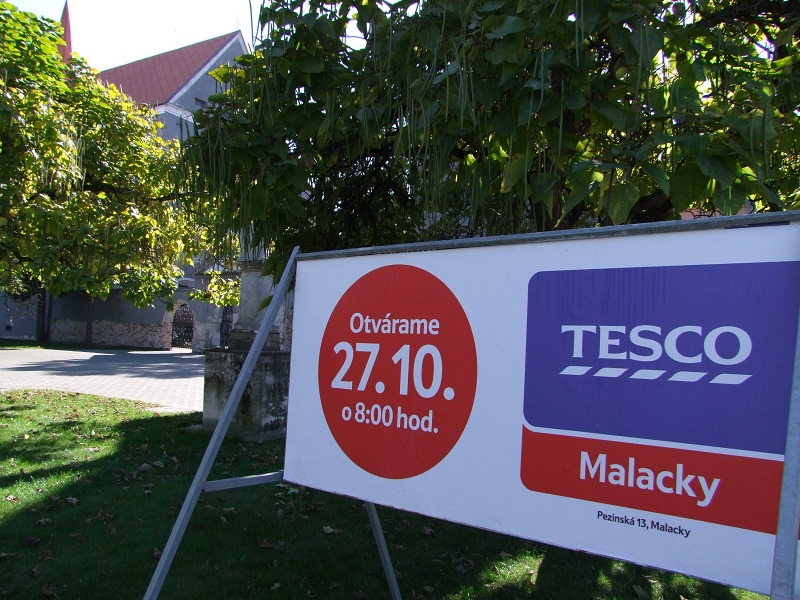 Otvárame
27.10.
o 8:00 hod.
TESCO
Malacky
Pezinská 13, Malacky